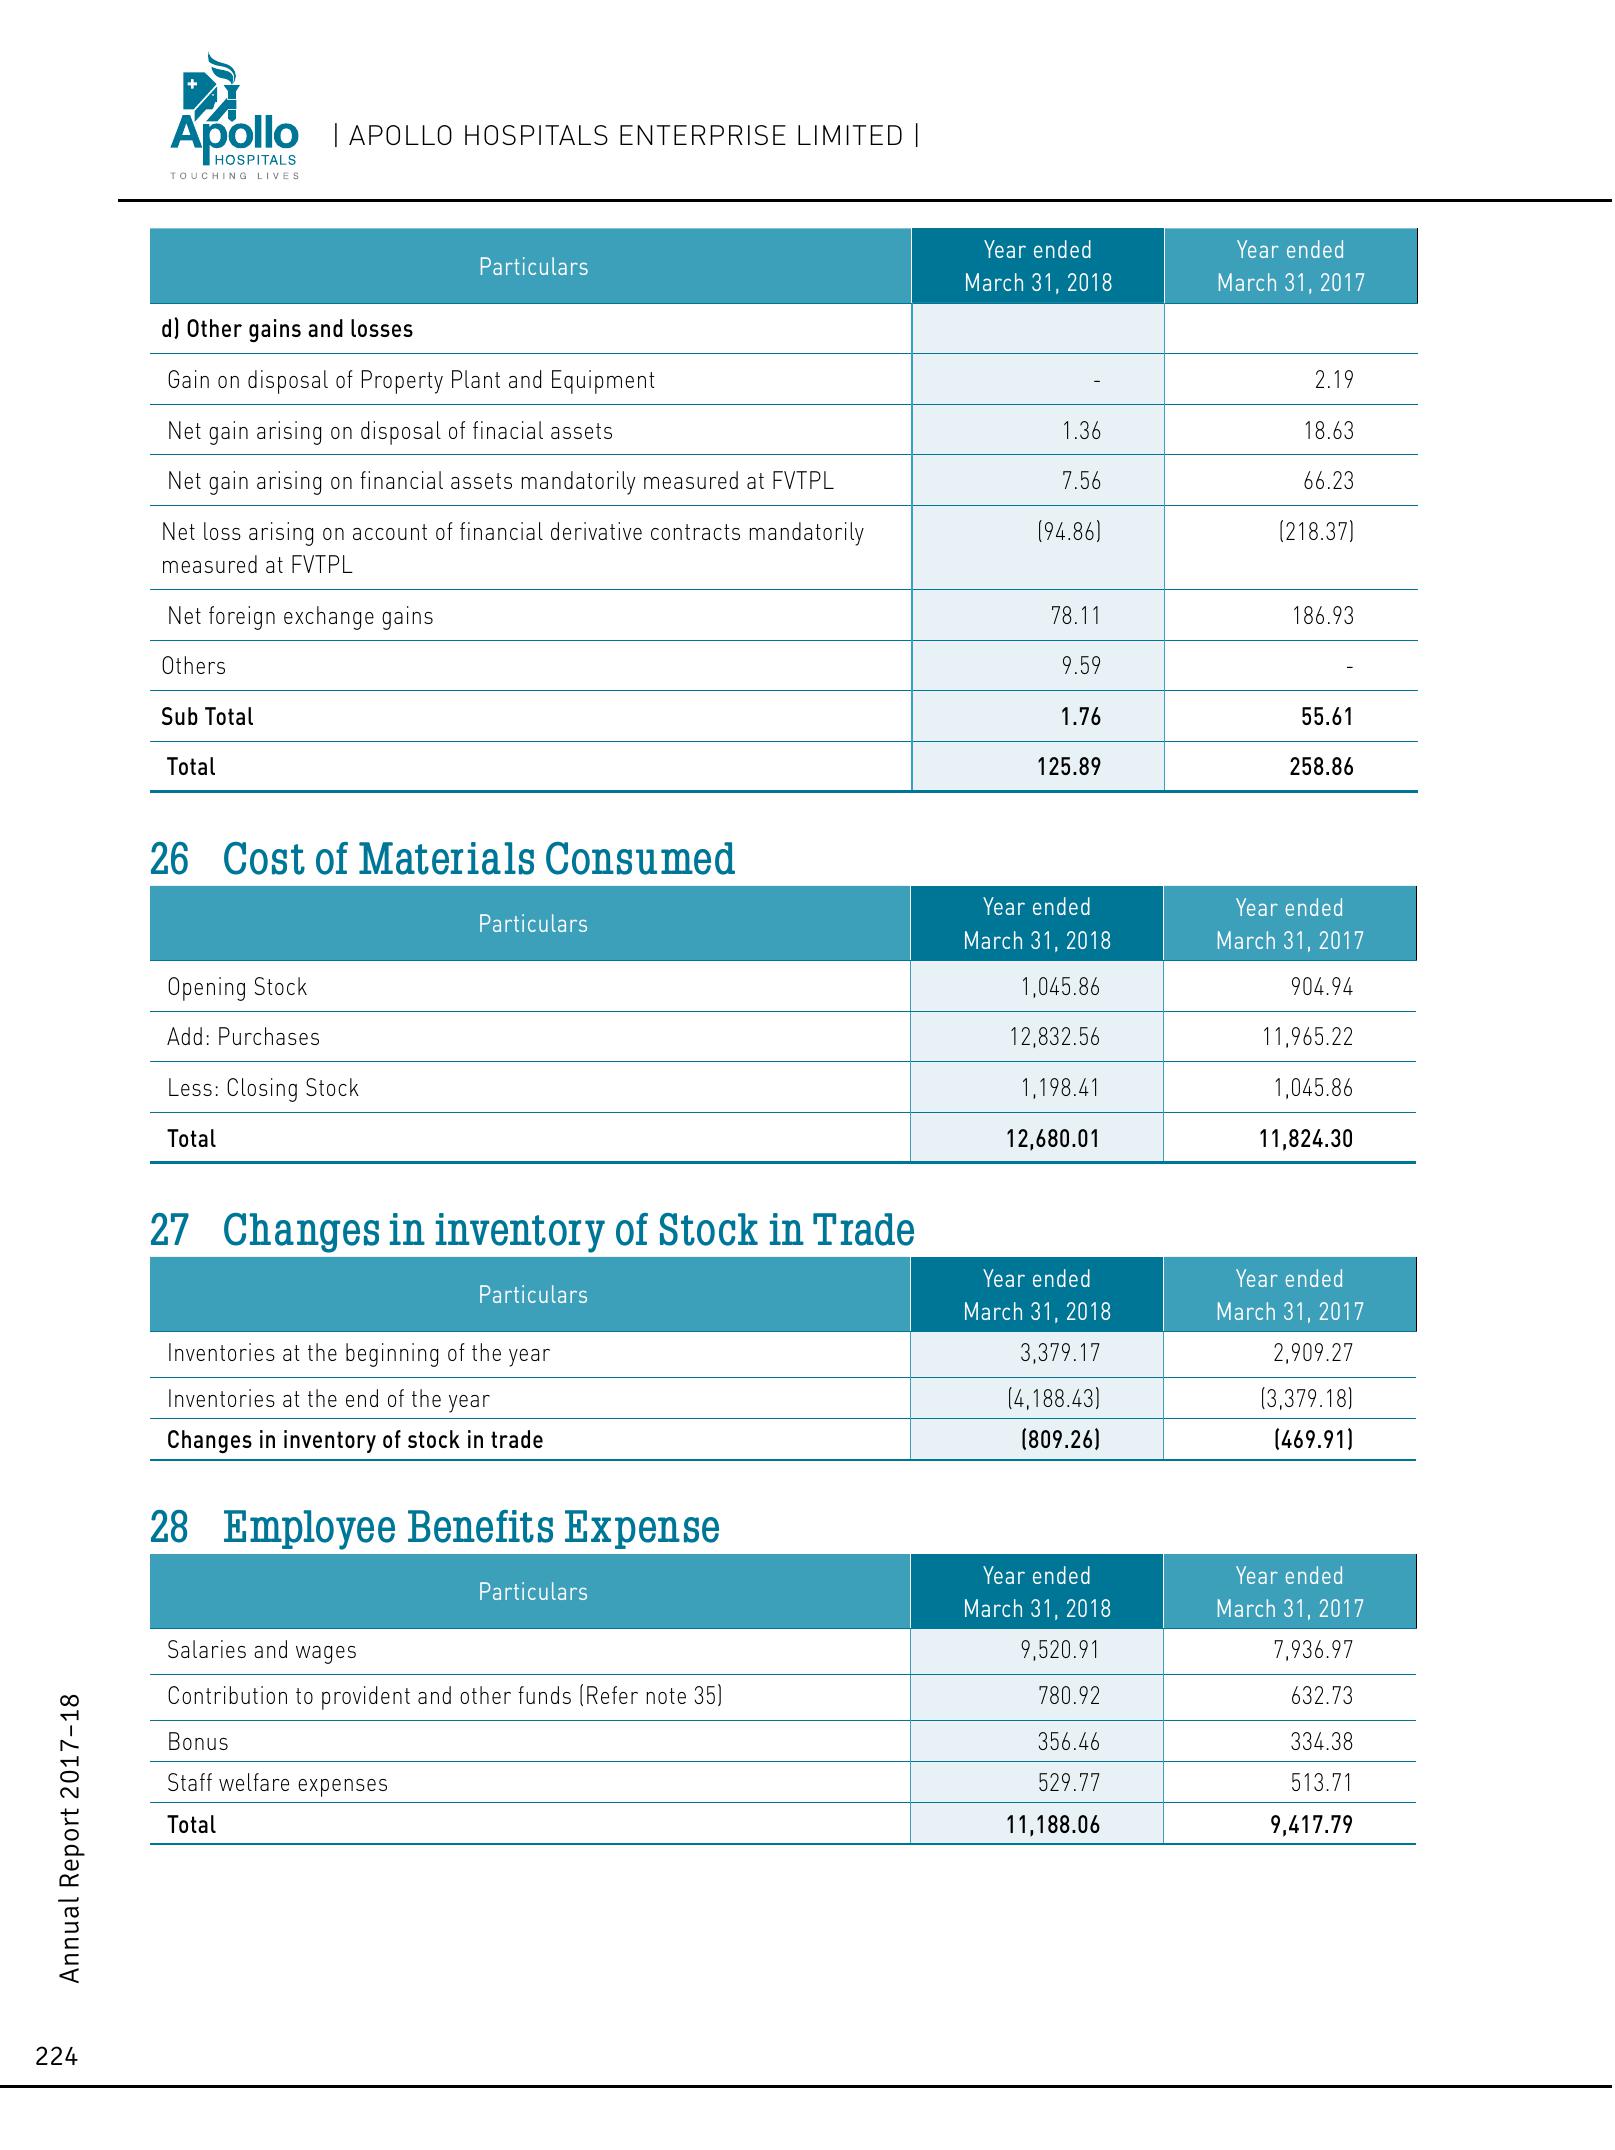 Apollo
HOSPITALS
TOUCHING LIVES
| APOLLO HOSPITALS ENTERPRISE LIMITED |
Particulars Year ended March 31, 2018 Year ended March 31, 2017
d) Other gains and losses
Gain on disposal of Property Plant and Equipment - 2.19
Net gain arising on disposal of finacial assets 1.36 18.63
Net gain arising on financial assets mandatorily measured at FVTPL 7.56 66.23
Net loss arising on account of financial derivative contracts mandatorily (94.86) (218.37)
measured at FVTPL
Net foreign exchange gains 78.11 186.93
Others 9.59 -
Sub Total 1.76 55.61
Total 125.89 258.86
26 Cost of Materials Consumed
Particulars Year ended March 31, 2018 Year ended March 31, 2017
Opening Stock 1,045.86 904.94
Add: Purchases 12,832.56 11,965.22
Less: Closing Stock 1,198.41 1,045.86
Total 12,680.01 11,824.30
27 Changes in inventory of Stock in Trade
Particulars Year ended March 31, 2018 Year ended March 31, 2017
Inventories at the beginning of the year 3,379.17 2,909.27
Inventories at the end of the year (4,188.43) (3,379.18)
Changes in inventory of stock in trade (809.26) (469.91)
28 Employee Benefits Expense
Particulars Year ended March 31, 2018 Year ended March 31, 2017
Salaries and wages 9,520.91 7,936.97
Contribution to provident and other funds (Refer note 35) 780.92 632.73
Bonus 356.46 334.38
Staff welfare expenses 529.77 513.71
Total 11,188.06 9,417.79
Annual Report 2017–18
224